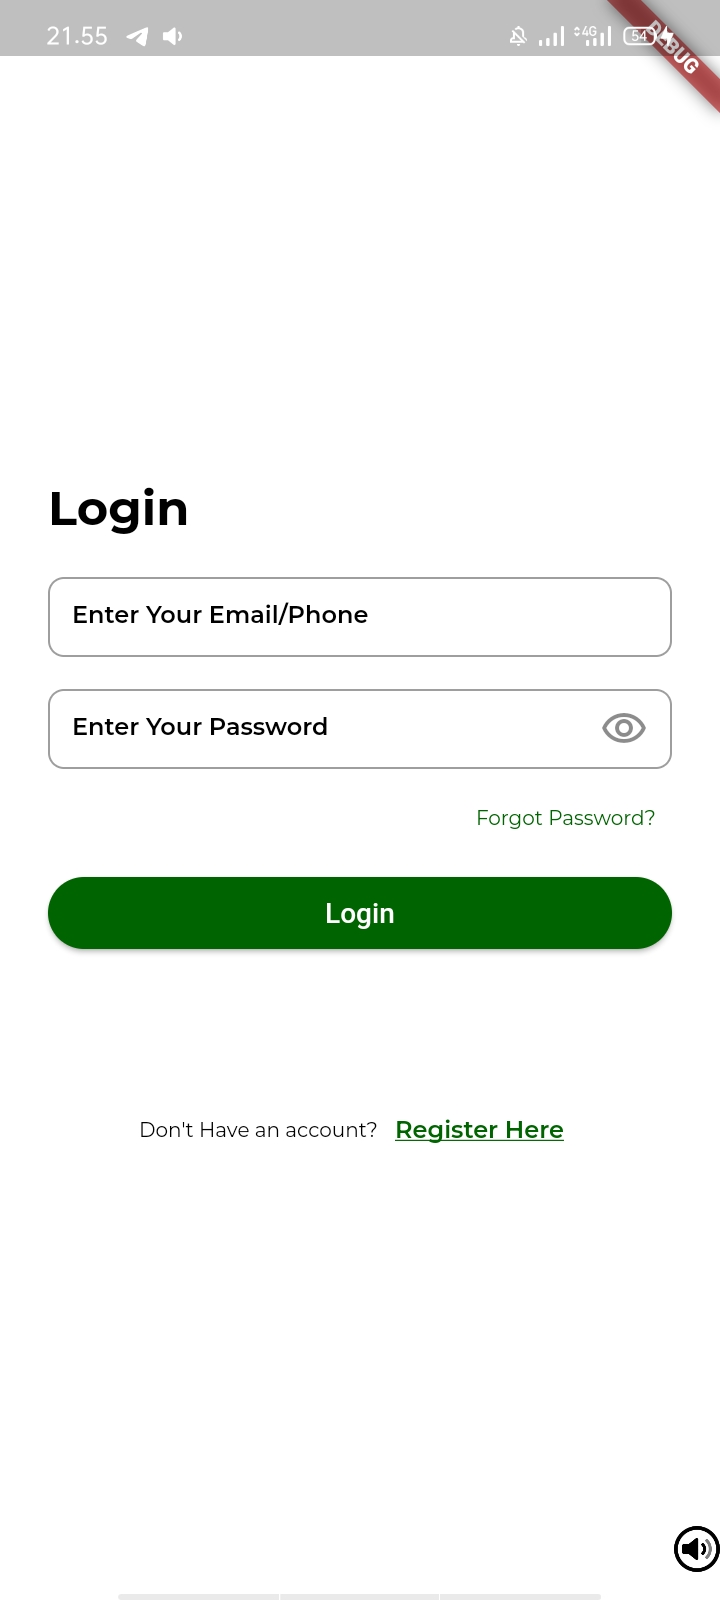 21.55
4G
54
DEBUG
Login
Enter Your Email/Phone
Enter Your Password
Forgot Password?
Login
Don't Have an account? Register Here